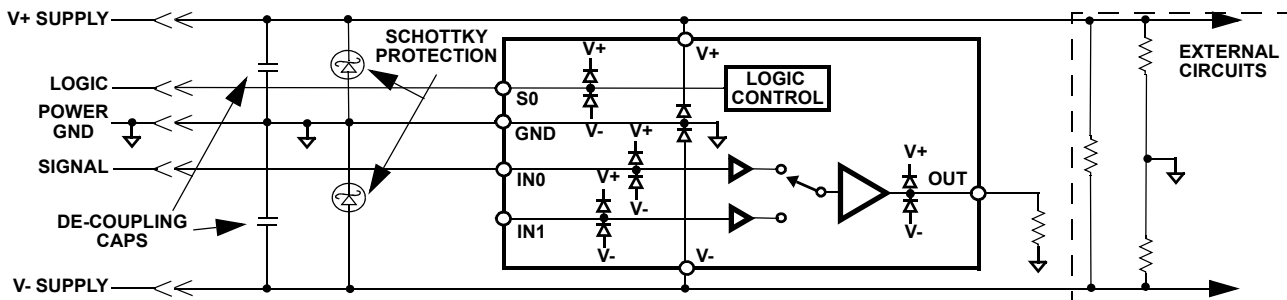 V+ SUPPLY
LOGIC
POWER
GND
SIGNAL
DE-COUPLING
CAPS
V- SUPPLY
SCHOTTKY
PROTECTION
V+
V+
S0
V-
LOGIC
CONTROL
GND
V+
IN0
V-
V+
IN1
V-
V+
OUT
V-
V-
EXTERNAL
CIRCUITS